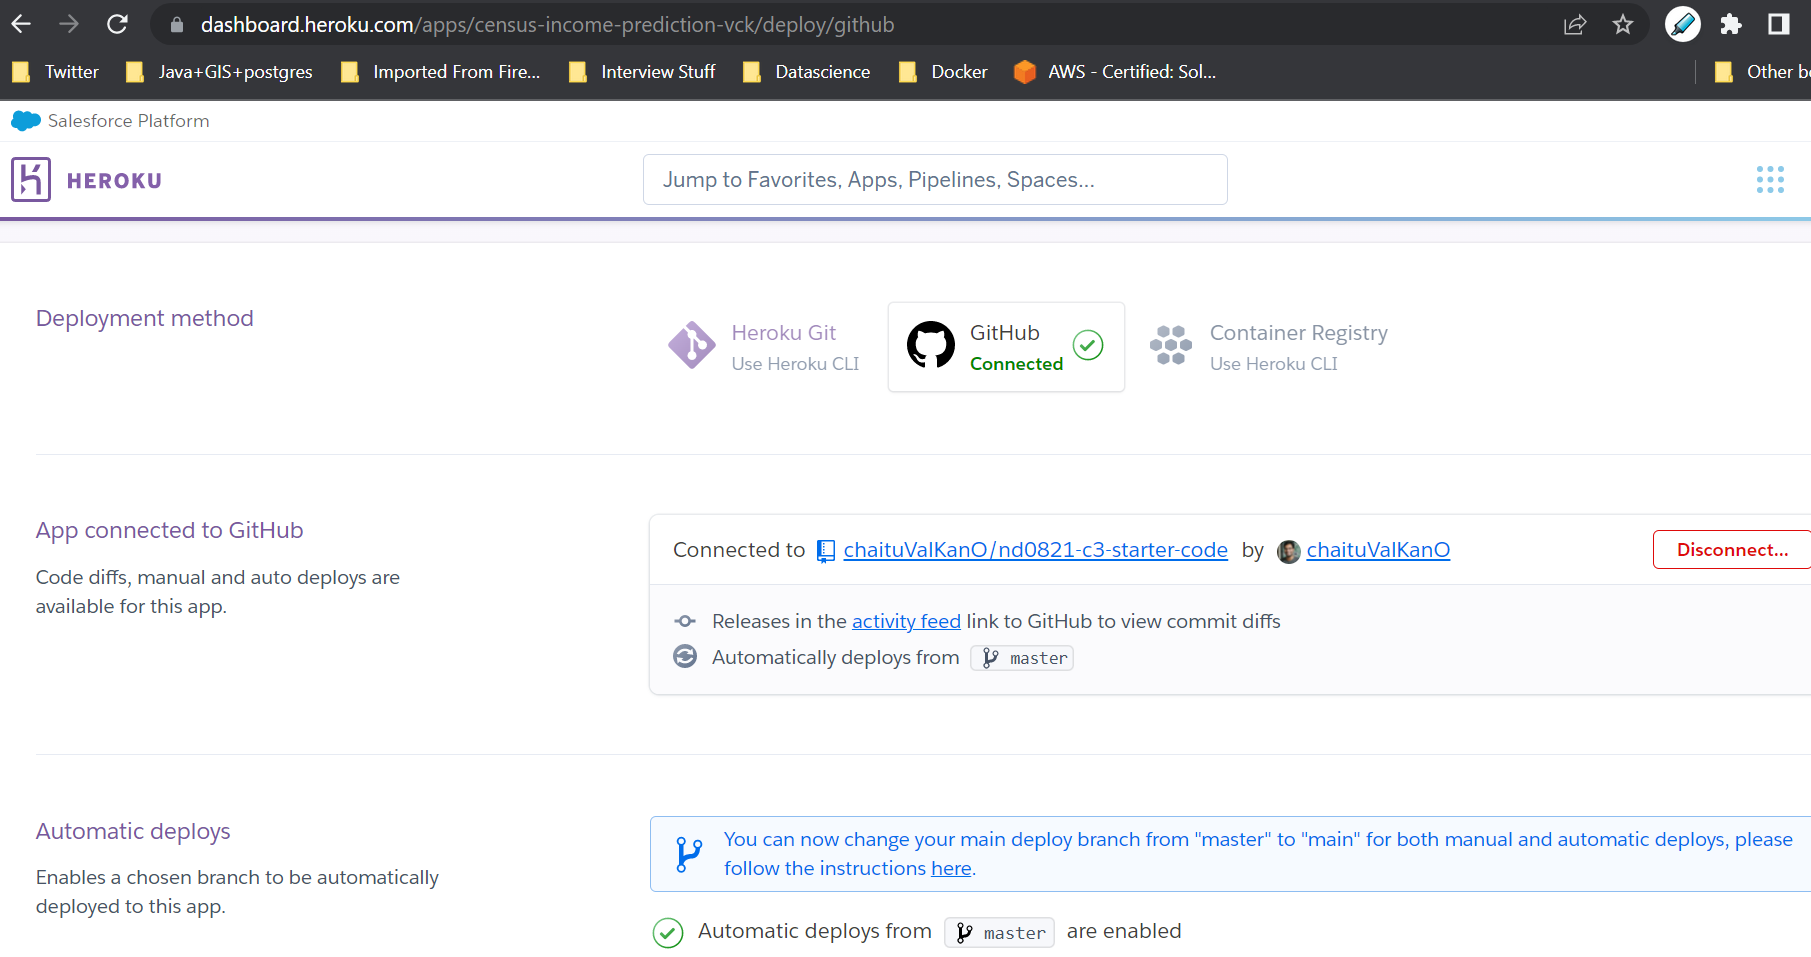 dashboard.heroku.com/apps/census-income-prediction-vck/deploy/github
Twitter Java+GIS+postgres Imported From Fire... Interview Stuff Datascience Docker AWS - Certified: Sol... Other bo
Salesforce Platform
HEROKU
Jump to Favorites, Apps, Pipelines, Spaces...
Deployment method
Heroku Git
Use Heroku CLI
GitHub
Connected
Container Registry
Use Heroku CLI
App connected to GitHub
Code diffs, manual and auto deploys are
available for this app.
Connected to chaituValKanO/nd0821-c3-starter-code by chaituValKanO
Disconnect...
Releases in the activity feed link to GitHub to view commit diffs
Automatically deploys from master
Automatic deploys
Enables a chosen branch to be automatically
deployed to this app.
You can now change your main deploy branch from "master" to "main" for both manual and automatic deploys, please
follow the instructions here.
Automatic deploys from master are enabled